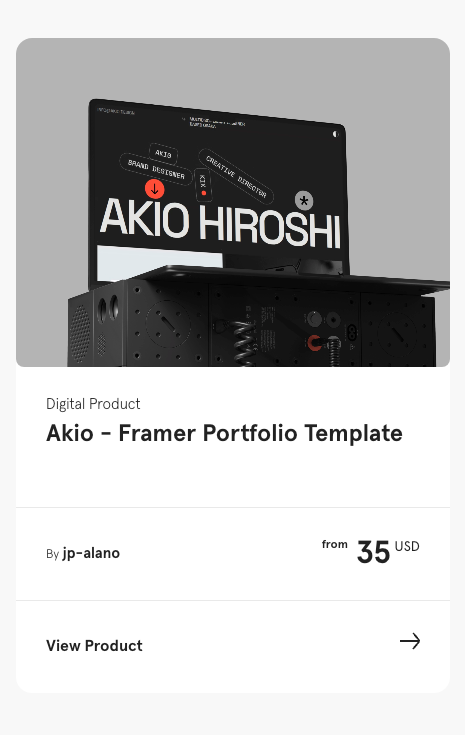 AKIO
BRAND DESIGNER
CREATIVE DIRECTOR
AKIO HIROSHI
Digital Product
Akio - Framer Portfolio Template
By jp-alano
from 35 USD
View Product